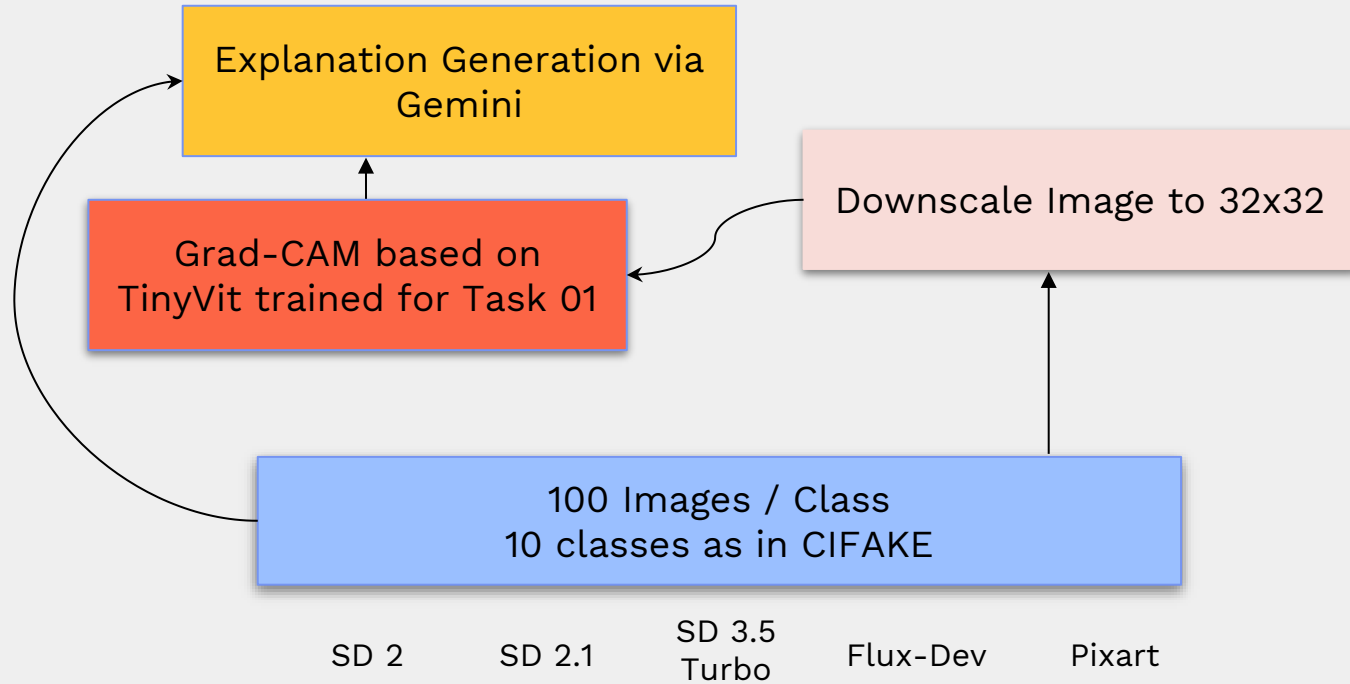 Explanation Generation via
Gemini
Downscale Image to 32x32
Grad-CAM based on
TinyVit trained for Task 01
100 Images / Class
10 classes as in CIFAKE
SD 2
SD 2.1
SD 3.5
Turbo
Flux-Dev
Pixart